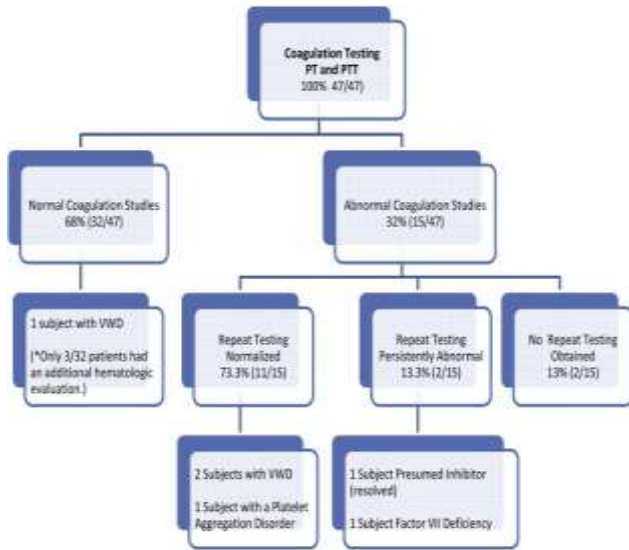 Coagulation Testing
PT and PTT
100% 47/47)
Normal Coagulation Studies
68% (32/47)
Abnormal Coagulation Studies
32% (15/47)
1 subject with VWD
(*Only 3/32 patients had
an additional hematologic
evaluation.)
Repeat Testing
Normalized
73.3% (11/15)
Repeat Testing
Persistently Abnormal
13.3% (2/15)
No Repeat Testing
Obtained
13% (2/15)
2 Subjects with VWD
1 Subject with a Platelet
Aggregation Disorder
1 Subject Presumed Inhibitor
(resolved)
1 Subject Factor VII Deficiency